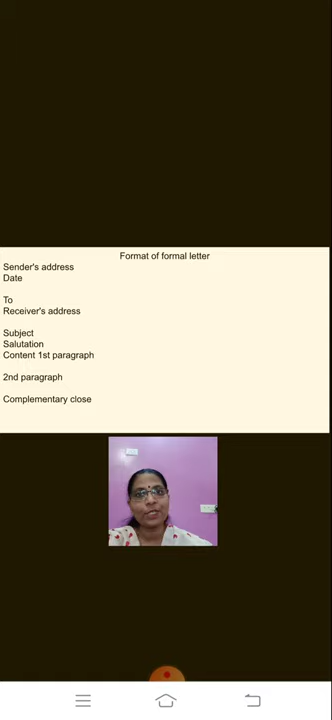 Format of formal letter
Sender's address
Date
To
Receiver's address
Subject
Salutation
Content 1st paragraph
2nd paragraph
Complementary close